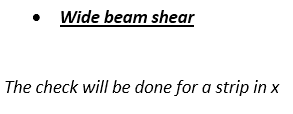 • Wide beam shear
The check will be done for a strip in x